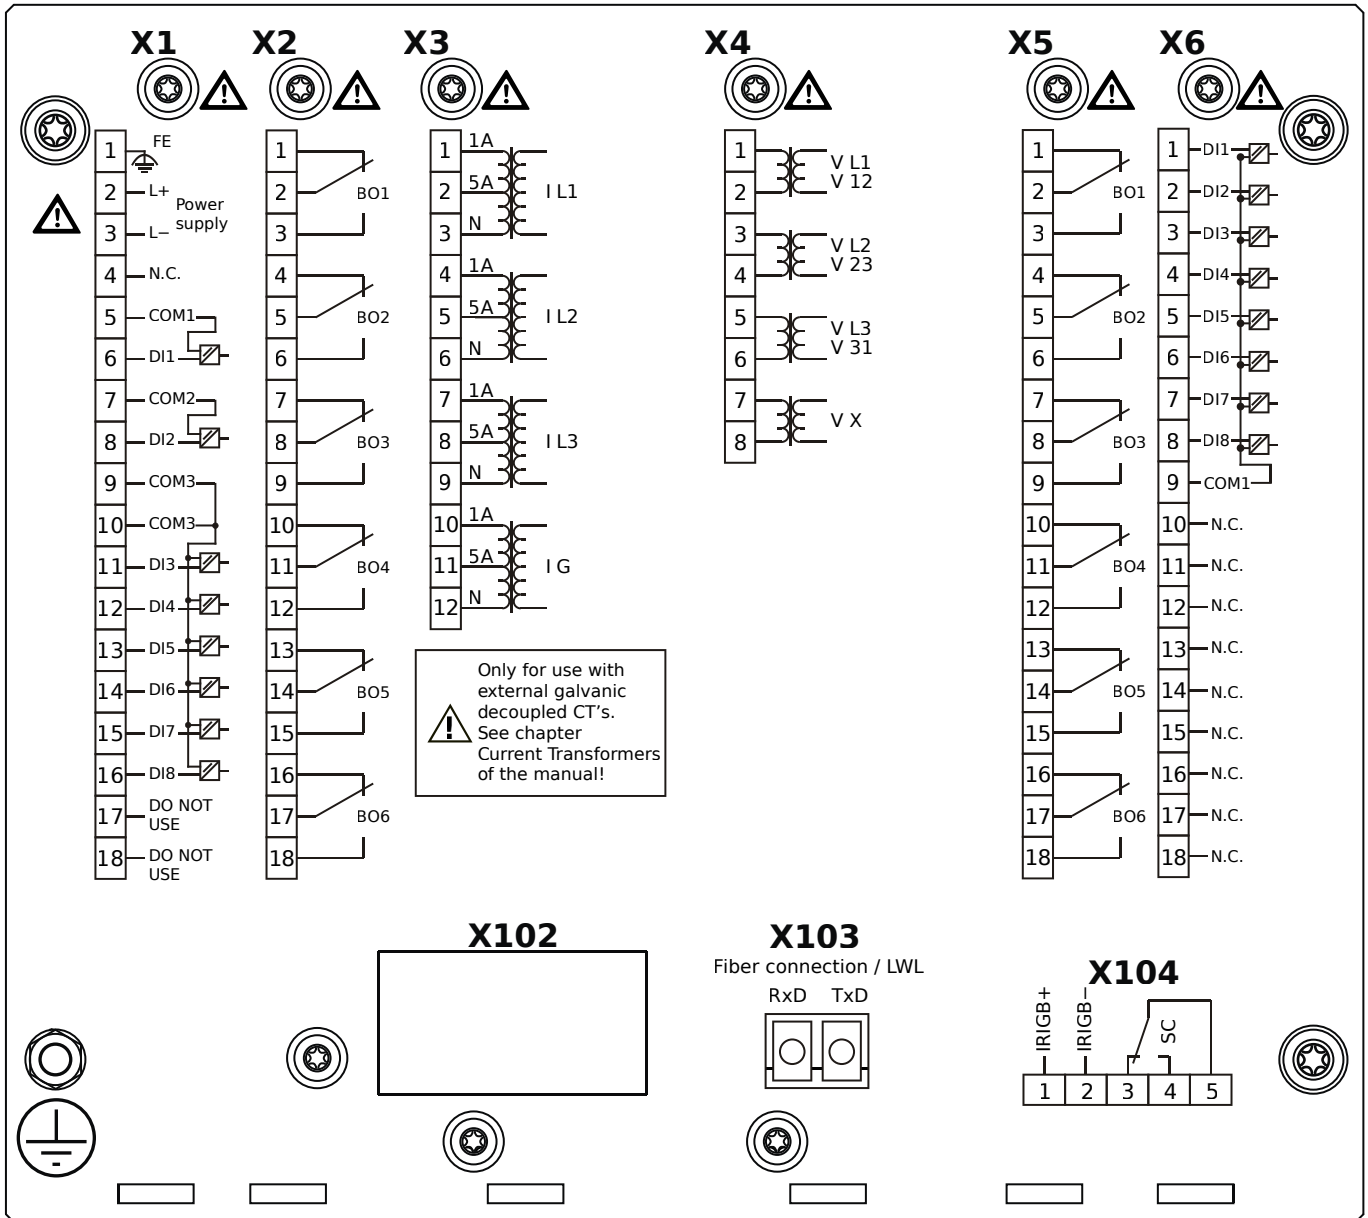 X1 X2 X3 X4 X5 X6
1 FE
2 L+
Power
supply
3 L−
4 N.C.
5 COM1
6 DI1
7 COM2
8 DI2
9 COM3
10 COM3
11 DI3
12 DI4
13 DI5
14 DI6
15 DI7
16 DI8
17 DO NOT
USE
18 DO NOT
USE
1
2 BO1
3
4
5 BO2
6
7
8 BO3
9
10
11 BO4
12
13
14 BO5
15
16
17 BO6
18
1 1A
2 5A I L1
3 N
4 1A
5 5A I L2
6 N
7 1A
8 5A I L3
9 N
10 1A
11 5A I G
12 N
Only for use with
external galvanic
decoupled CT's.
See chapter
Current Transformers
of the manual!
1 V L1
2 V 12
3 V L2
4 V 23
5 V L3
6 V 31
7 V X
8
1
2 BO1
3
4
5 BO2
6
7
8 BO3
9
10
11 BO4
12
13
14 BO5
15
16
17 BO6
18
1 DI1
2 DI2
3 DI3
4 DI4
5 DI5
6 DI6
7 DI7
8 DI8
9 COM1
10 N.C.
11 N.C.
12 N.C.
13 N.C.
14 N.C.
15 N.C.
16 N.C.
17 N.C.
18 N.C.
X102
X103
Fiber connection / LWL
RxD TxD
X104
IRIGB+ IRIGB− SC
1 2 3 4 5